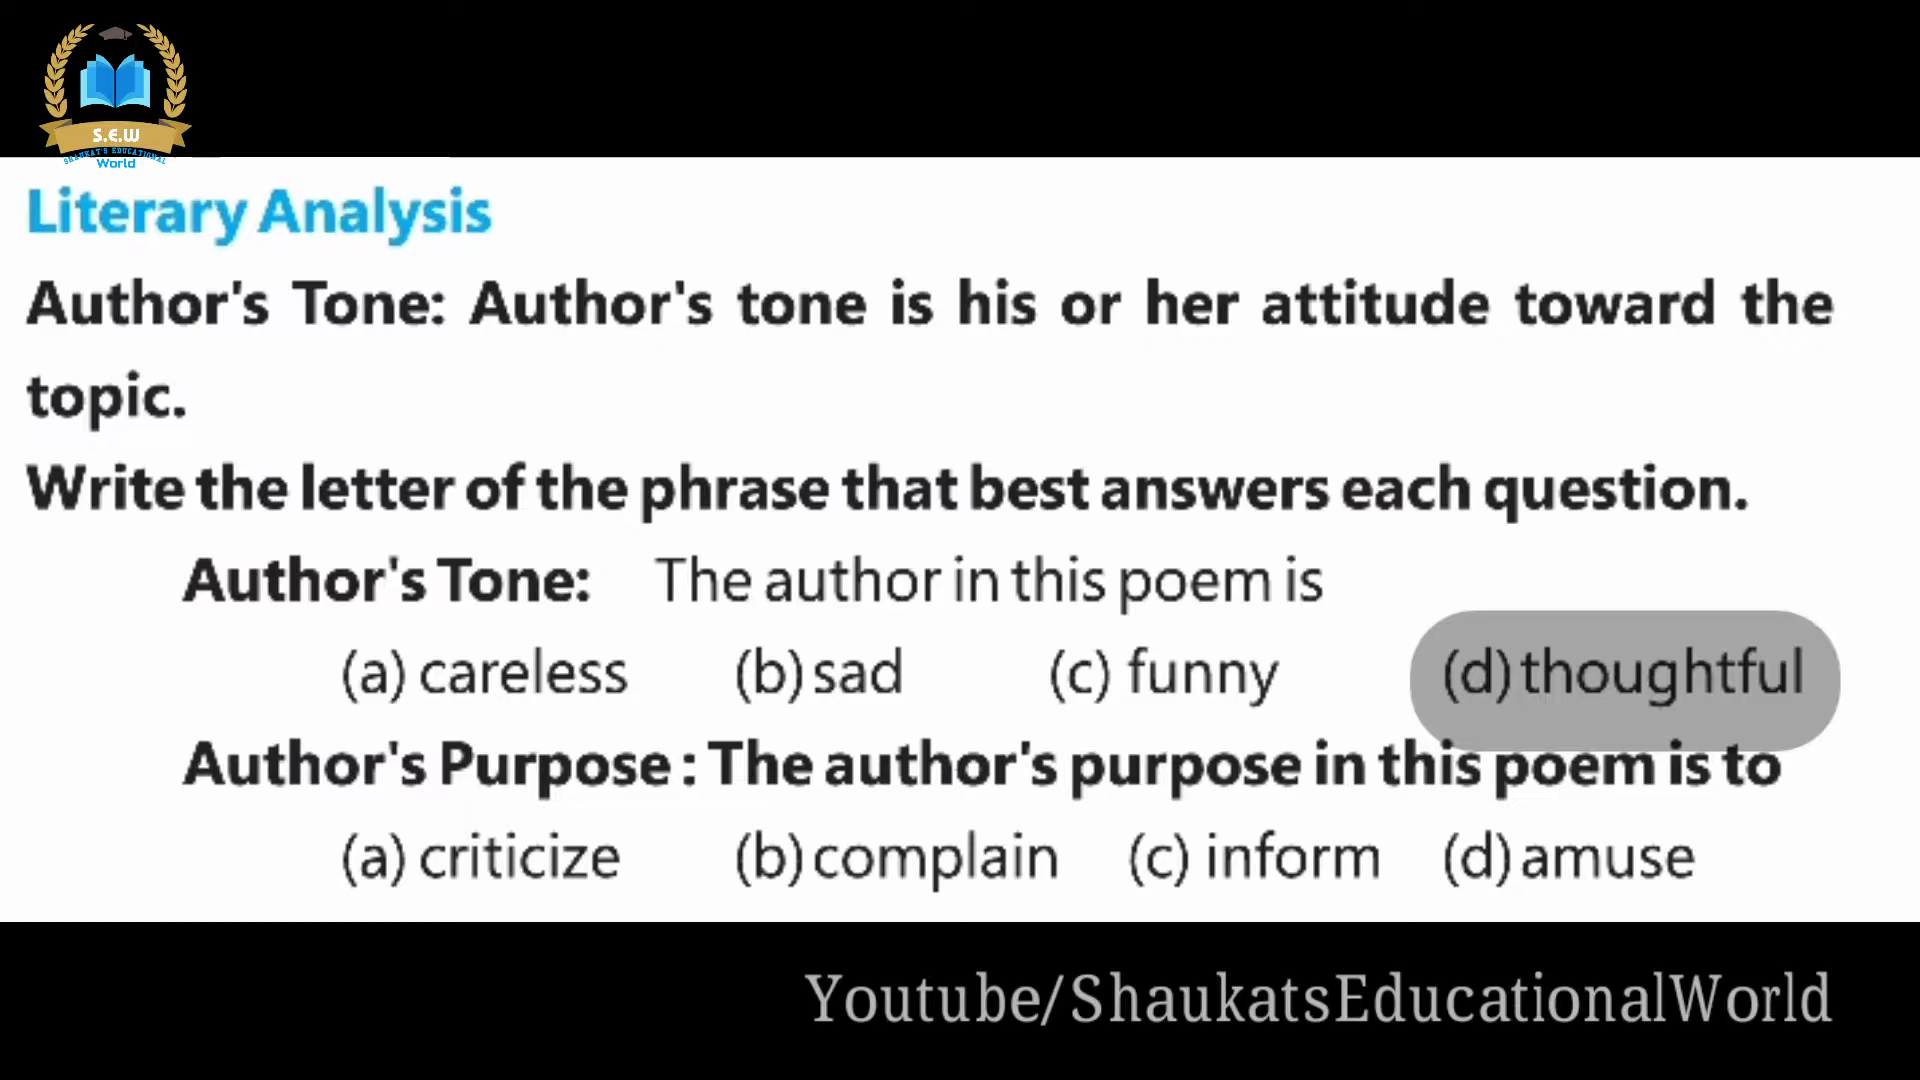 S.E.W
SHAUKAT'S EDUCATIONAL
World
Literary Analysis
Author's Tone: Author's tone is his or her attitude toward the
topic.
Write the letter of the phrase that best answers each question.
Author's Tone: The author in this poem is
(a) careless (b) sad (c) funny (d) thoughtful
Author's Purpose : The author's purpose in this poem is to
(a) criticize (b) complain (c) inform (d) amuse
Youtube/ShaukatsEducationalWorld